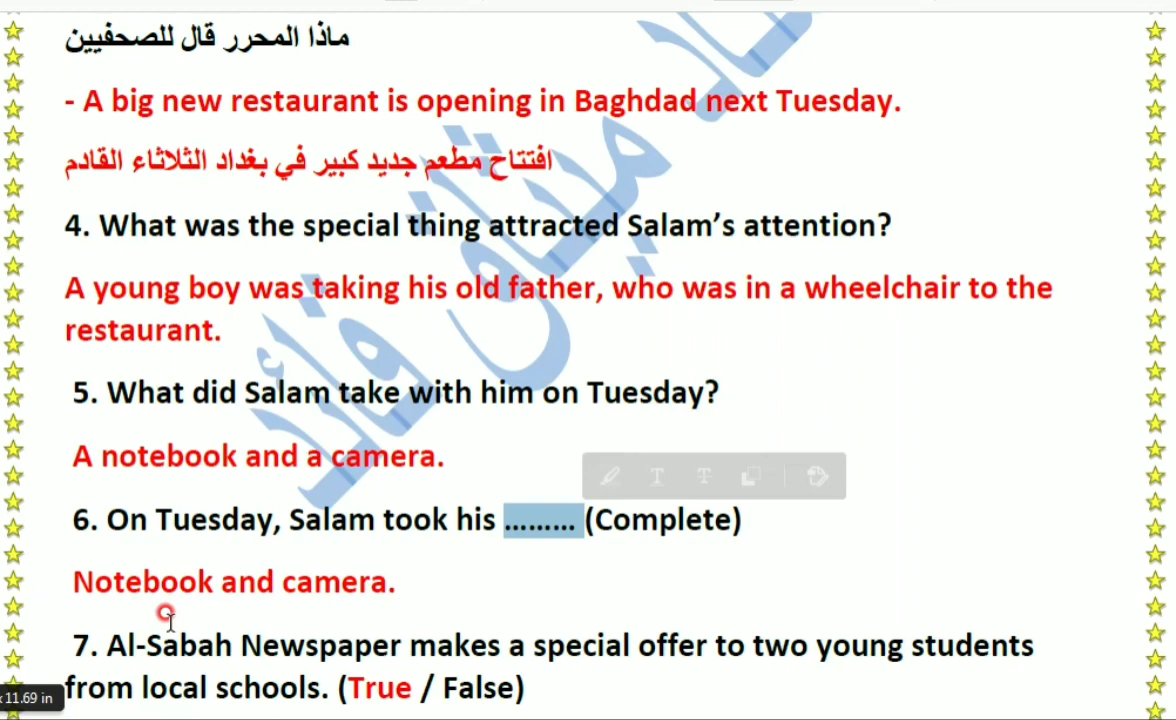 ماذا المحرر قال للصحفيين
- A big new restaurant is opening in Baghdad next Tuesday.
افتتاح مطعم جديد كبير في بغداد الثلاثاء القادم
4. What was the special thing attracted Salam's attention?
A young boy was taking his old father, who was in a wheelchair to the
restaurant.
5. What did Salam take with him on Tuesday?
A notebook and a camera.
6. On Tuesday, Salam took his ......... (Complete)
Notebook and camera.
7. Al-Sabah Newspaper makes a special offer to two young students
from local schools. (True / False)
x 11.69 in